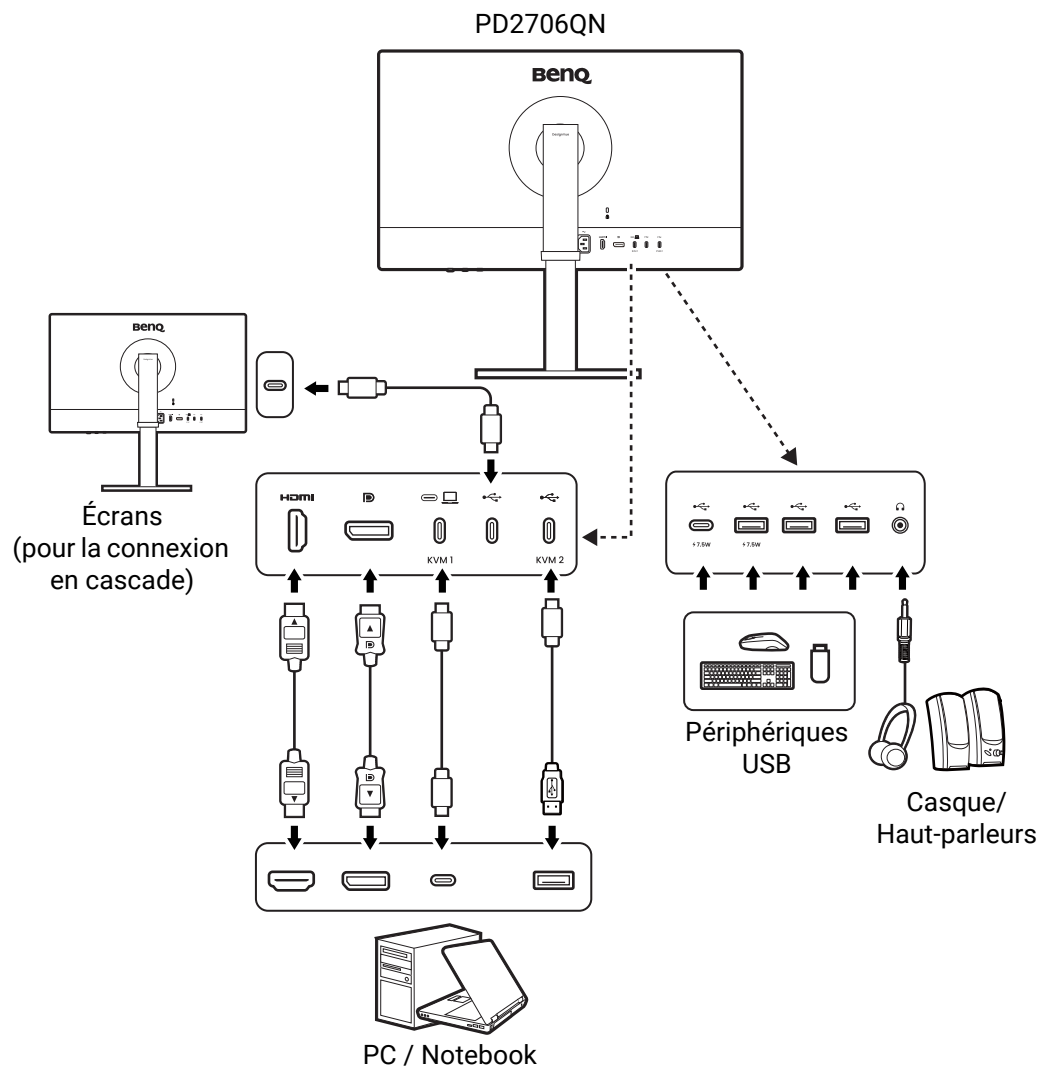 PD2706QN
BenQ
BenQ
Écrans
(pour la connexion
en cascade)
HDMI
KVM 1
KVM 2
7.5W
7.5W
Périphériques
USB
Casque/
Haut-parleurs
PC / Notebook